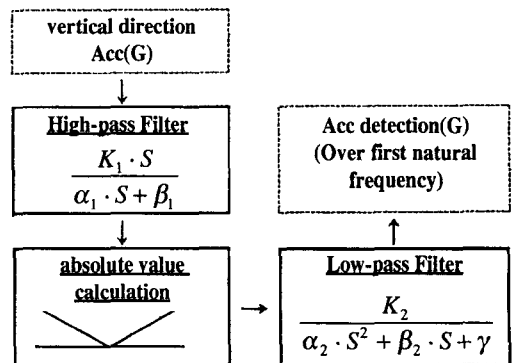 vertical direction
Acc(G)
High-pass Filter
K₁ · S
α₁ · S + β₁
absolute value
calculation
Low-pass Filter
K₂
α₂ · S² + β₂ · S + γ
Acc detection(G)
(Over first natural
frequency)